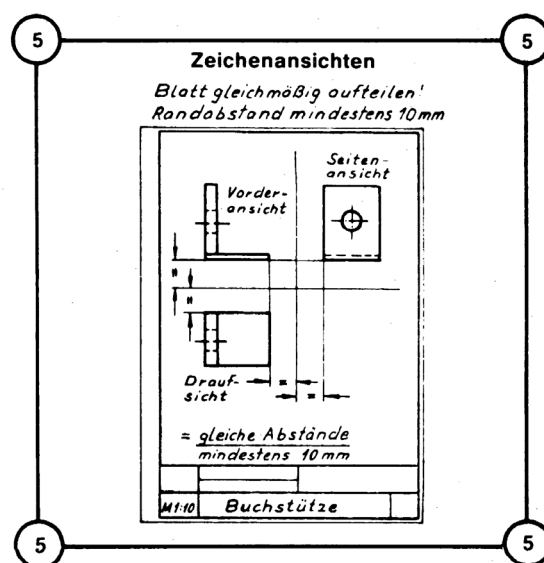 5
5
Zeichenansichten
Blatt gleichmäßig aufteilen!
Randabstand mindestens 10mm
Seiten-
ansicht
Vorder-
ansicht
=
=
Drauf-
sicht
=
=
= gleiche Abstände
mindestens 10mm
M1:10
Buchstütze
5
5